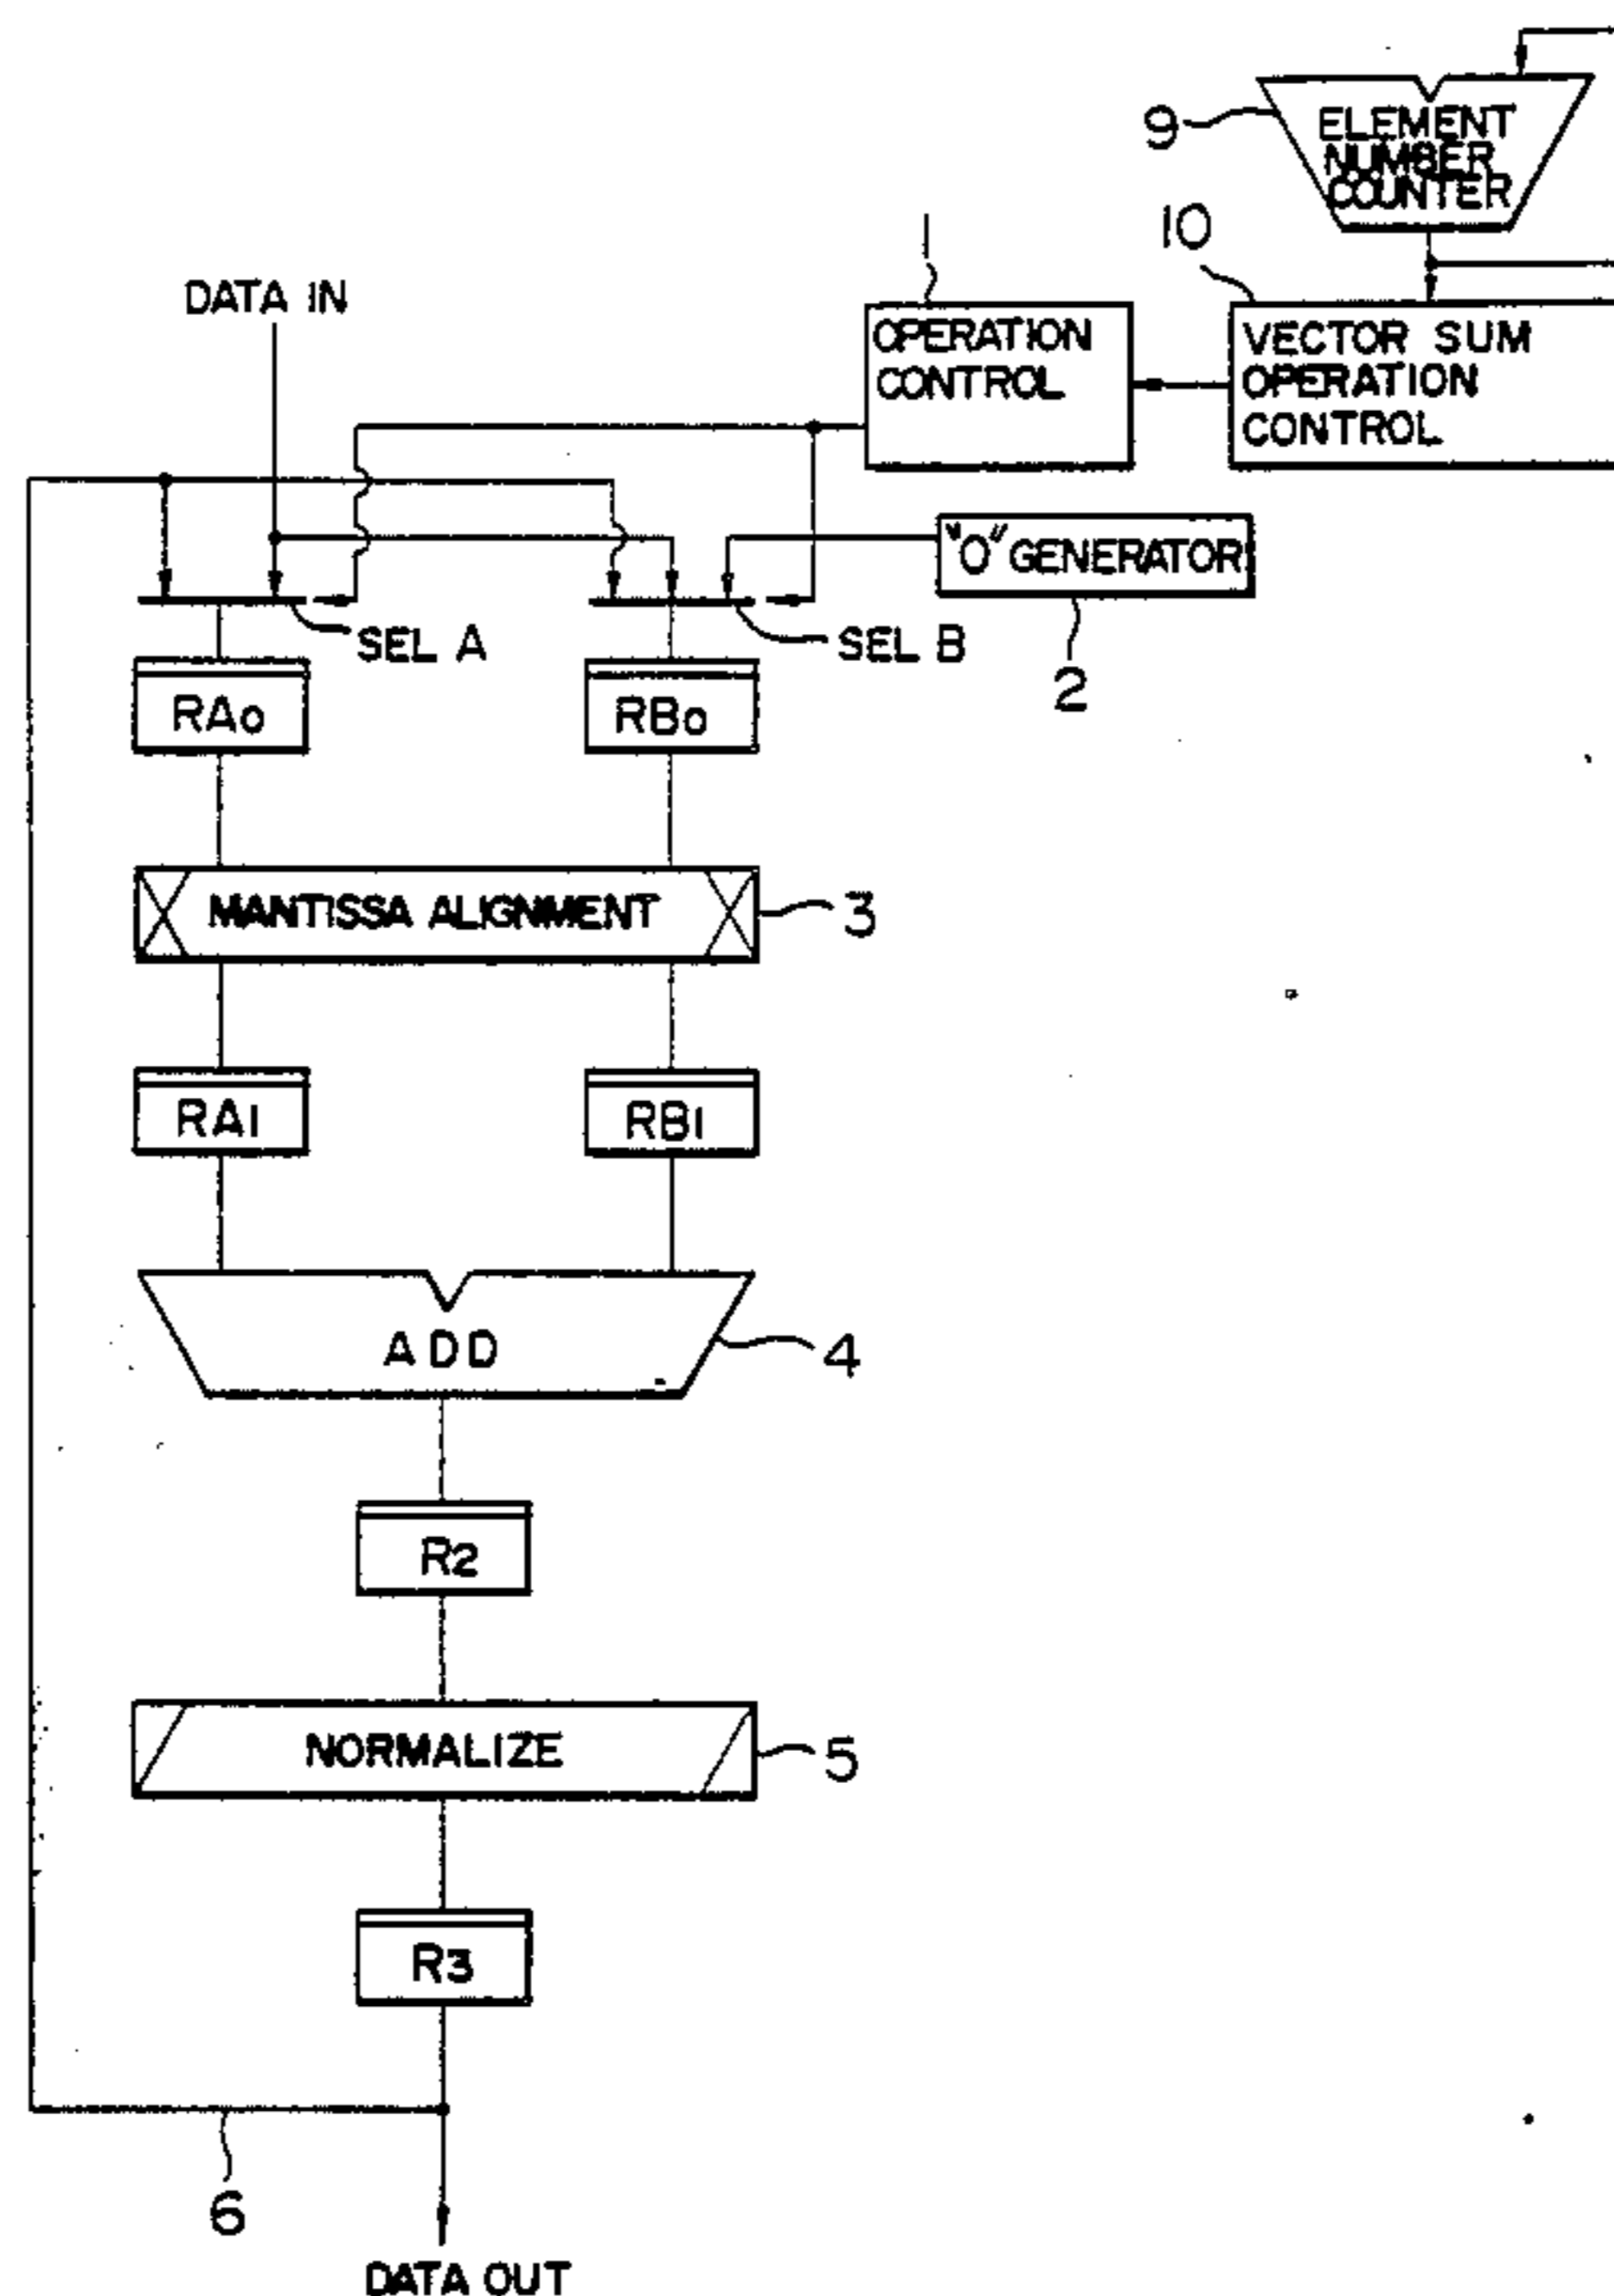 9
ELEMENT
NUMBER
COUNTER
10
1
DATA IN
OPERATION
CONTROL
VECTOR SUM
OPERATION
CONTROL
"O" GENERATOR
SEL A
SEL B
2
RA0
RB0
MANTISSA ALIGNMENT
3
RA1
RB1
ADD
4
R2
NORMALIZE
5
R3
6
DATA OUT